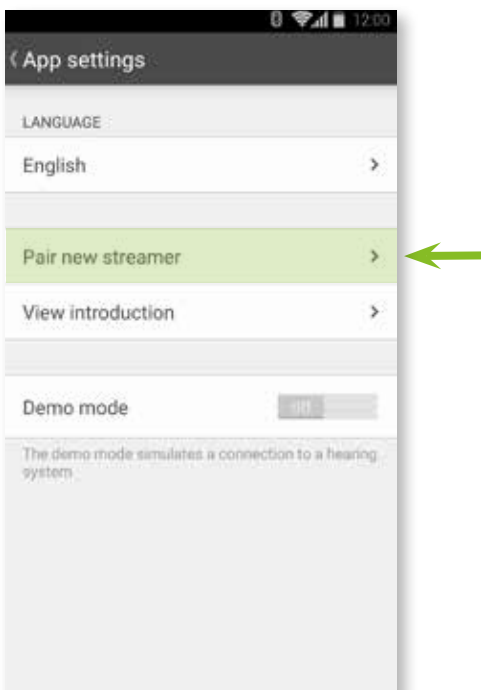 12:00
App settings
LANGUAGE
English
Pair new streamer
View introduction
Demo mode
Off
The demo mode simulates a connection to a hearing
system